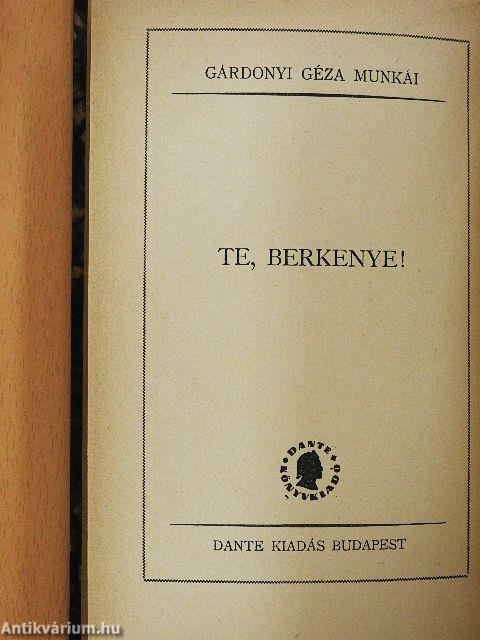 GÁRDONYI GÉZA MUNKÁI
TE, BERKENYE!
DANTE
KÖNYVKIADÓ
DANTE KIADÁS BUDAPEST
Antikvárium.hu